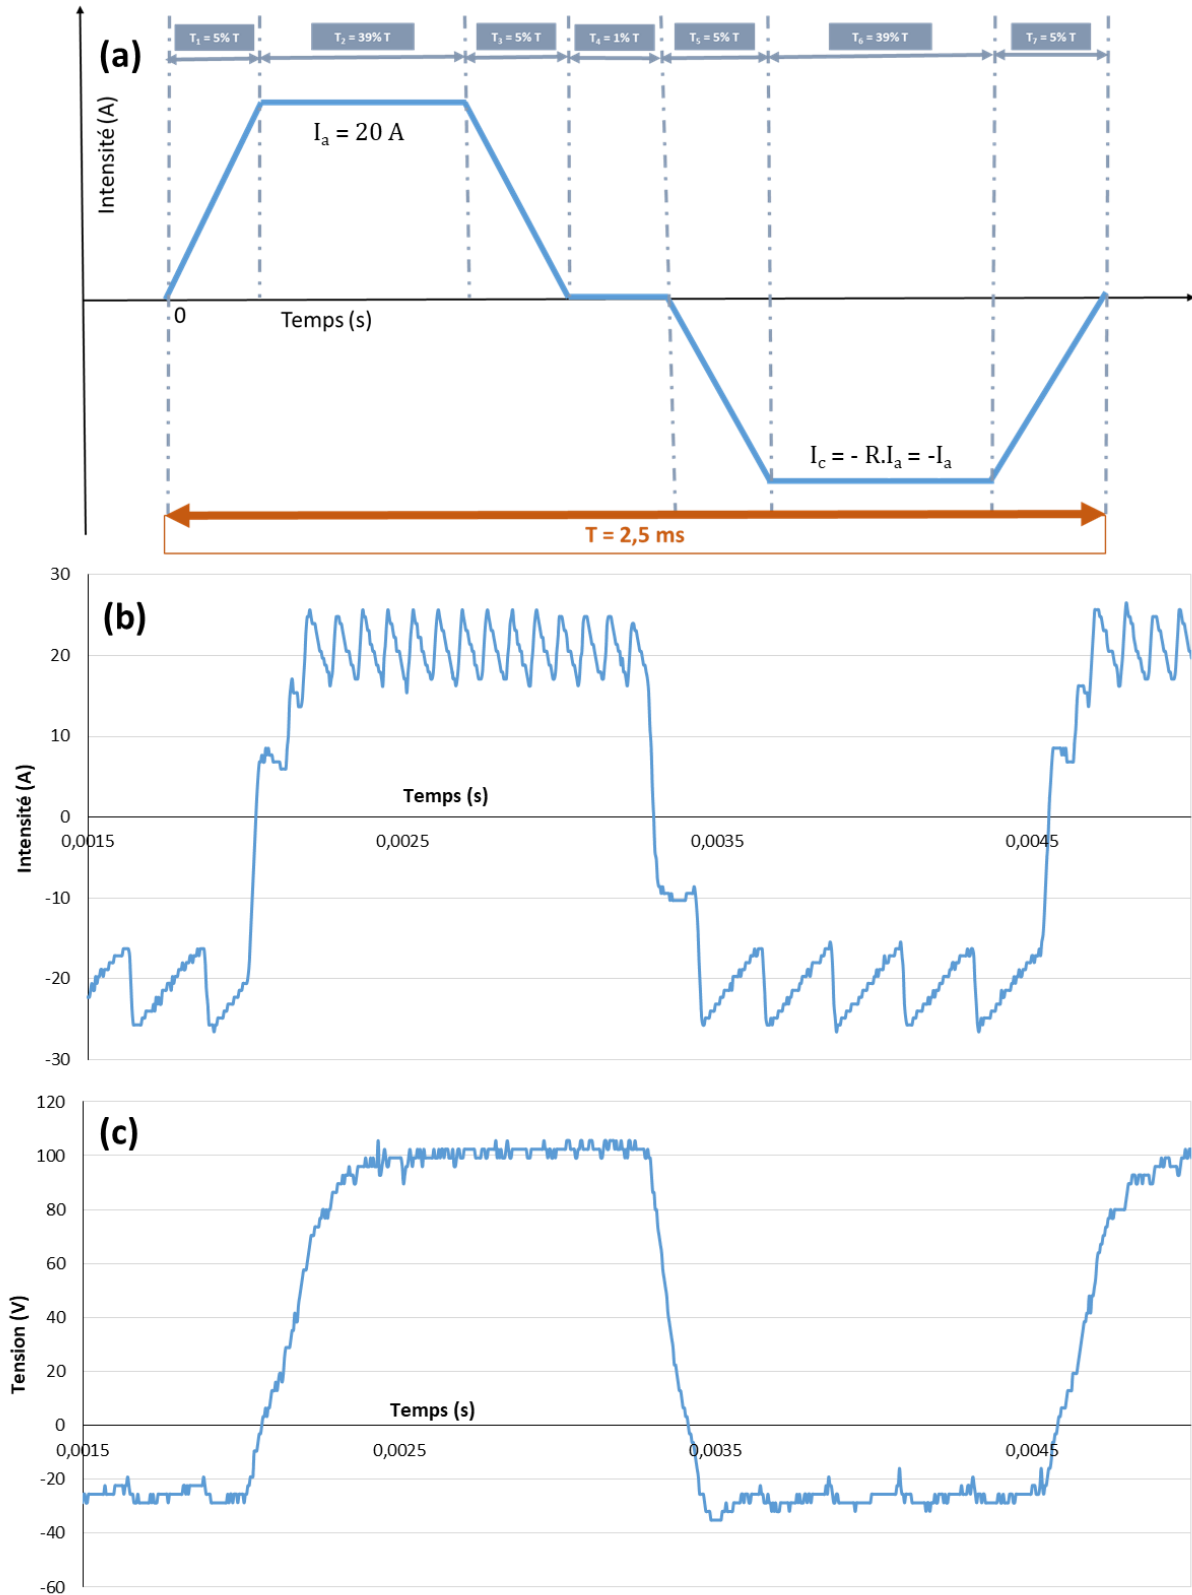 T₁ = 5% T T₂ = 39% T T₃ = 5% T T₄ = 1% T T₅ = 5% T T₆ = 39% T T₇ = 5% T
(a)
Intensité (A)
Iₐ = 20 A
0
Temps (s)
I꜀ = - R.Iₐ = -Iₐ
T = 2,5 ms
(b)
Intensité (A)
30
20
10
0
-10
-20
-30
Temps (s)
0,0015 0,0025 0,0035 0,0045
(c)
Tension (V)
120
100
80
60
40
20
0
-20
-40
-60
Temps (s)
0,0015 0,0025 0,0035 0,0045